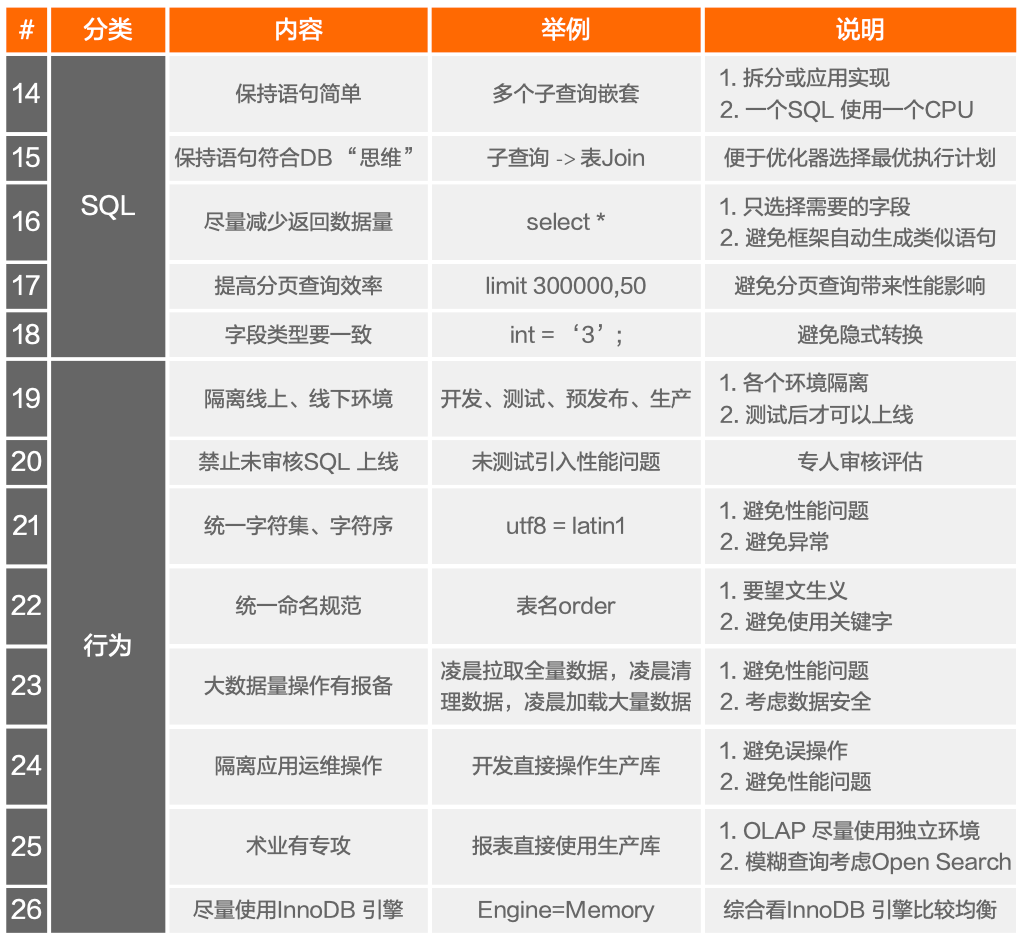 # 分类 内容 举例 说明
14 保持语句简单 多个子查询嵌套 1. 拆分或应用实现
2. 一个SQL 使用一个CPU
15 保持语句符合DB “思维” 子查询 -> 表Join 便于优化器选择最优执行计划
SQL
16 尽量减少返回数据量 select * 1. 只选择需要的字段
2. 避免框架自动生成类似语句
17 提高分页查询效率 limit 300000,50 避免分页查询带来性能影响
18 字段类型要一致 int = ‘3’; 避免隐式转换
19 隔离线上、线下环境 开发、测试、预发布、生产 1. 各个环境隔离
2. 测试后才可以上线
20 禁止未审核SQL 上线 未测试引入性能问题 专人审核评估
21 统一字符集、字符序 utf8 = latin1 1. 避免性能问题
2. 避免异常
22 统一命名规范 表名order 1. 要望文生义
2. 避免使用关键字
行为
23 大数据量操作有报备 凌晨拉取全量数据，凌晨清 1. 避免性能问题
理数据，凌晨加载大量数据 2. 考虑数据安全
24 隔离应用运维操作 开发直接操作生产库 1. 避免误操作
2. 避免性能问题
25 术业有专攻 报表直接使用生产库 1. OLAP 尽量使用独立环境
2. 模糊查询考虑Open Search
26 尽量使用InnoDB 引擎 Engine=Memory 综合看InnoDB 引擎比较均衡